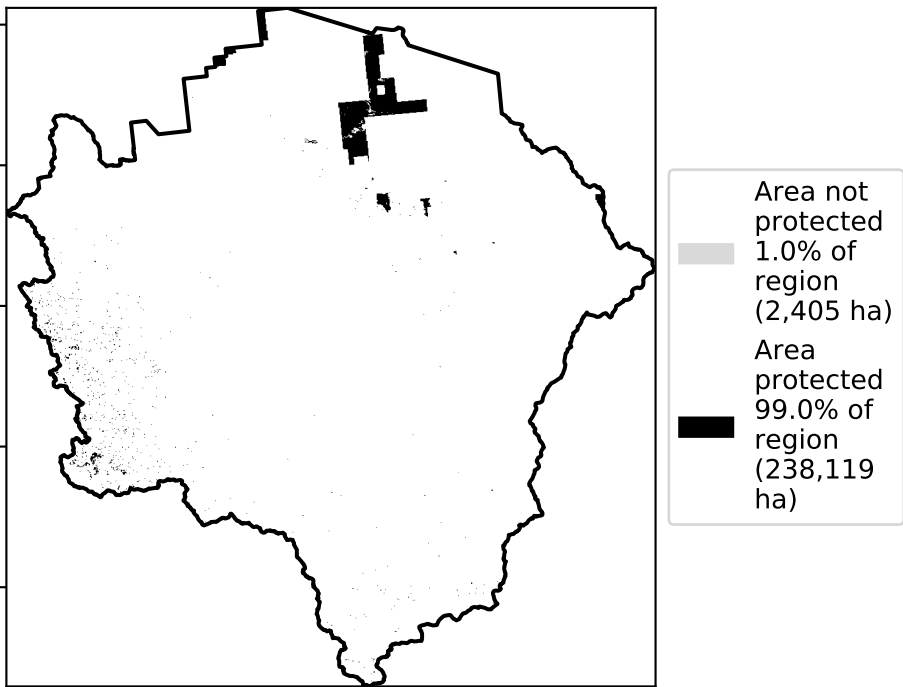 Area not
protected
1.0% of
region
(2,405 ha)
Area
protected
99.0% of
region
(238,119
ha)